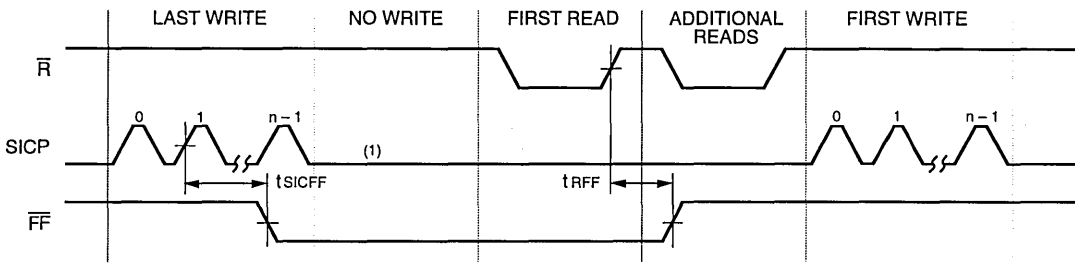 LAST WRITE NO WRITE FIRST READ ADDITIONAL READS FIRST WRITE
R
0 1 n – 1 0 1 n – 1
SICP (1)
tSICFF tRFF
FF